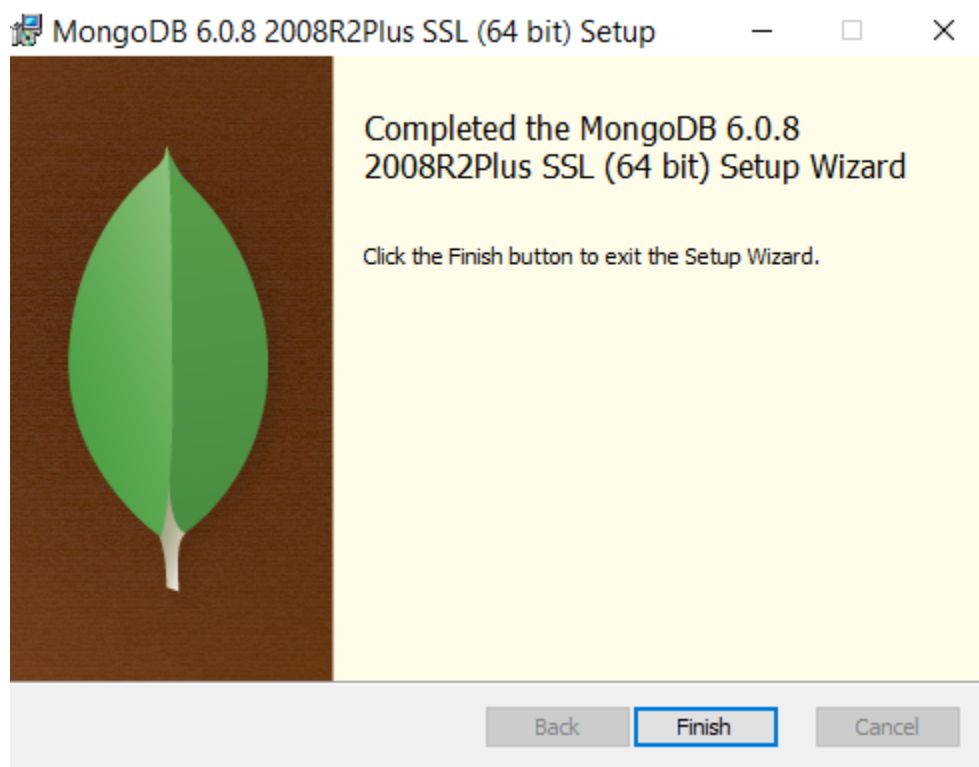 MongoDB 6.0.8 2008R2Plus SSL (64 bit) Setup
Completed the MongoDB 6.0.8
2008R2Plus SSL (64 bit) Setup Wizard
Click the Finish button to exit the Setup Wizard.
Back
Finish
Cancel